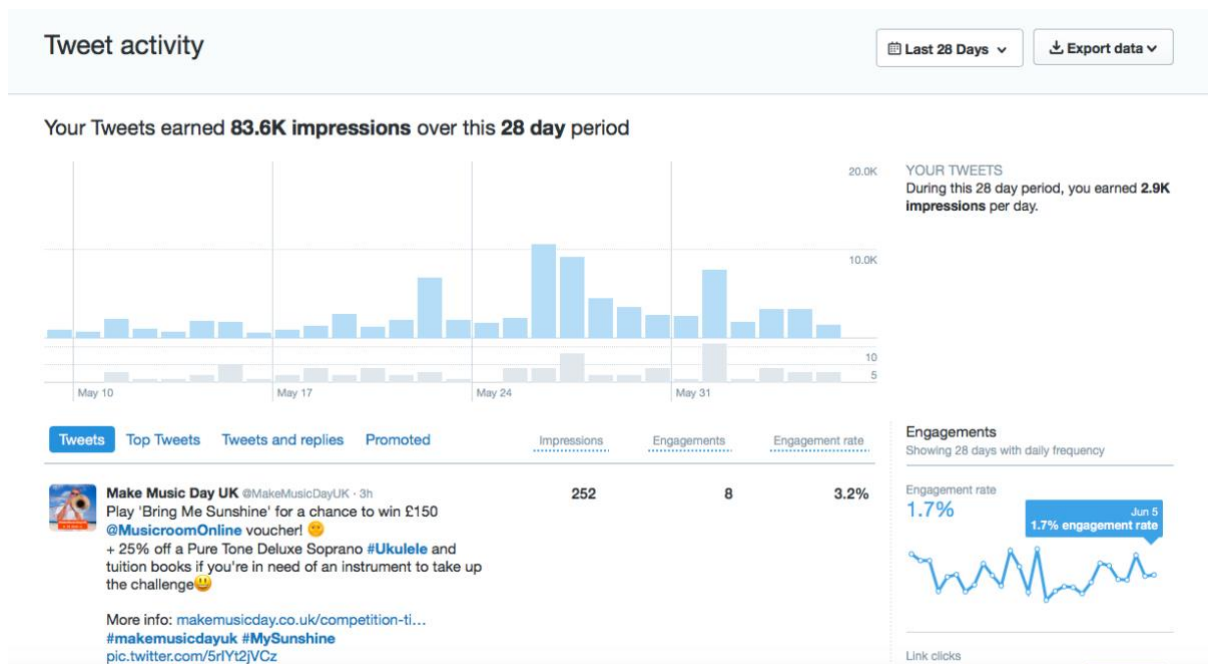 Tweet activity
Last 28 Days
Export data
Your Tweets earned 83.6K impressions over this 28 day period
20.0K
10.0K
10
5
May 10
May 17
May 24
May 31
YOUR TWEETS
During this 28 day period, you earned 2.9K
impressions per day.
Tweets
Top Tweets
Tweets and replies
Promoted
Impressions
Engagements
Engagement rate
Make Music Day UK @MakeMusicDayUK · 3h
Play 'Bring Me Sunshine' for a chance to win £150
@MusicroomOnline voucher! 🙂
+ 25% off a Pure Tone Deluxe Soprano #Ukulele and
tuition books if you're in need of an instrument to take up
the challenge😃
More info: makemusicday.co.uk/competition-ti…
#makemusicdayuk #MySunshine
pic.twitter.com/5rIYt2jVCz
252
8
3.2%
Engagements
Showing 28 days with daily frequency
Engagement rate
1.7%
Jun 5
1.7% engagement rate
Link clicks